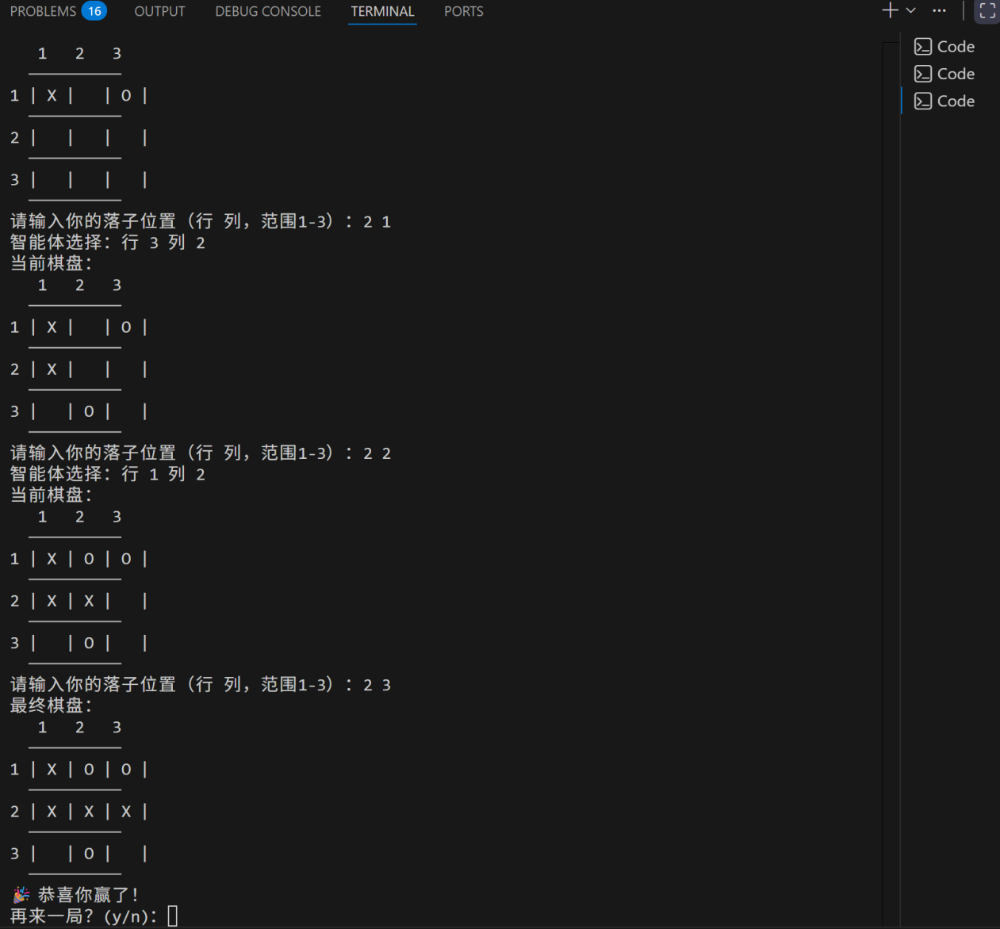 PROBLEMS 16 OUTPUT DEBUG CONSOLE TERMINAL PORTS
Code
Code
Code
1 2 3
1 | X |   | O |
2 |   |   |   |
3 |   |   |   |
请输入你的落子位置（行 列，范围1-3）：2 1
智能体选择：行 3 列 2
当前棋盘：
1 2 3
1 | X |   | O |
2 | X |   |   |
3 |   | O |   |
请输入你的落子位置（行 列，范围1-3）：2 2
智能体选择：行 1 列 2
当前棋盘：
1 2 3
1 | X | O | O |
2 | X | X |   |
3 |   | O |   |
请输入你的落子位置（行 列，范围1-3）：2 3
最终棋盘：
1 2 3
1 | X | O | O |
2 | X | X | X |
3 |   | O |   |
🎉 恭喜你赢了！
再来一局？(y/n)：